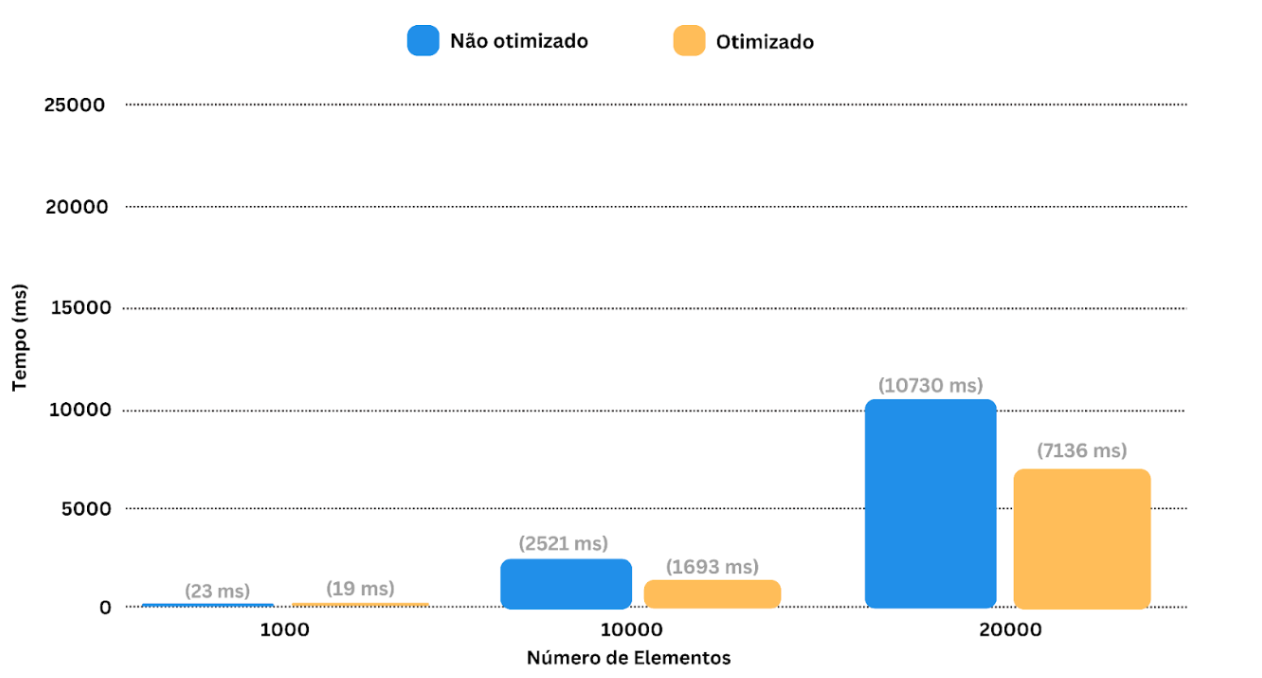 Não otimizado
Otimizado
25000
20000
15000
10000
5000
0
Tempo (ms)
(23 ms)
(19 ms)
(2521 ms)
(1693 ms)
(10730 ms)
(7136 ms)
1000
10000
20000
Número de Elementos